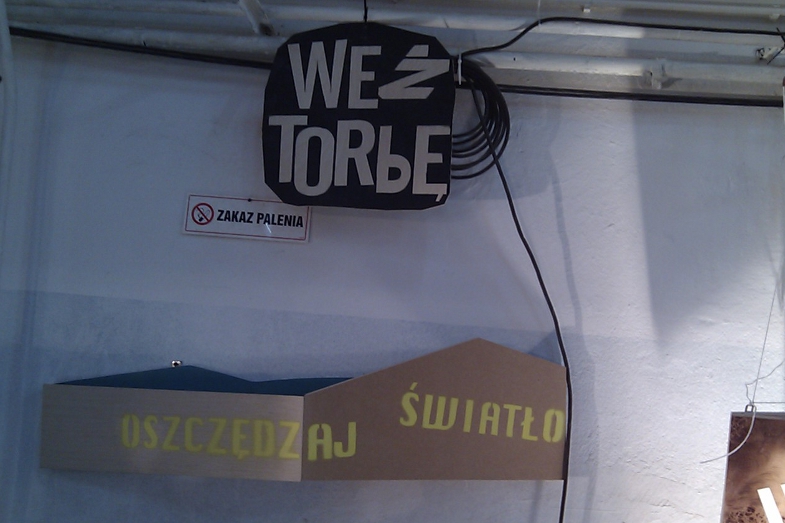 WEŹ
TORBĘ
ZAKAZ PALENIA
OSZCZĘDZAJ ŚWIATŁO